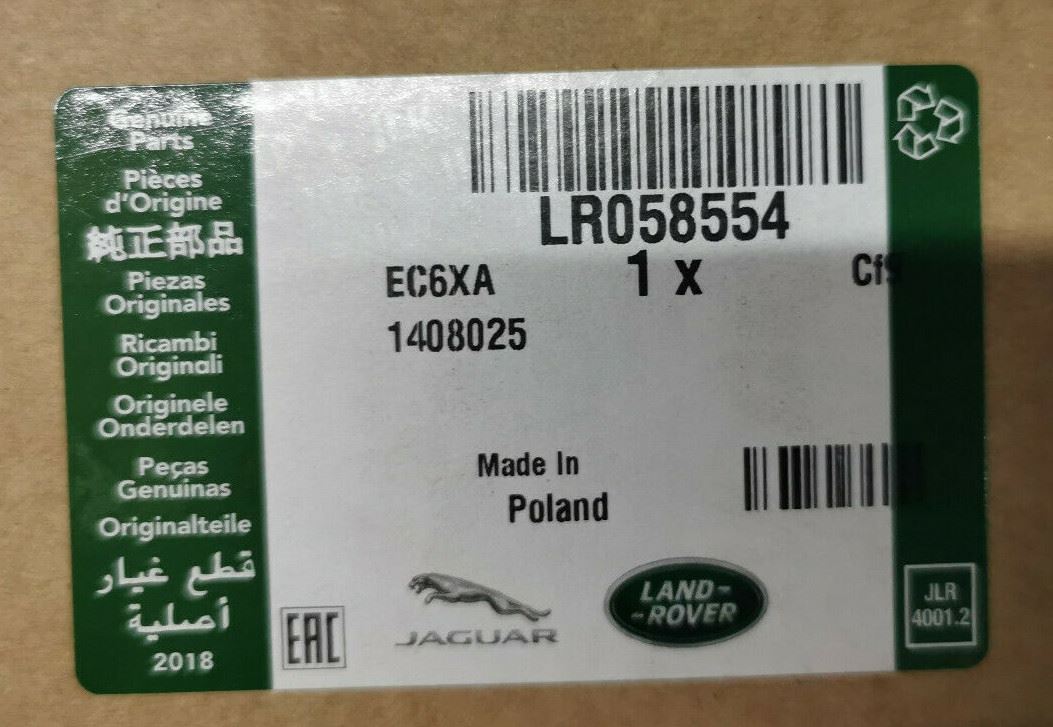 Genuine
Parts
Pièces
d'Origine
純正部品
Piezas
Originales
Ricambi
Originali
Originele
Onderdelen
Peças
Genuínas
Originalteile
قطع غيار
أصلية
2018
LR058554
EC6XA
1 x
1408025
Made In
Poland
EAC
JAGUAR
LAND-
-ROVER
JLR
4001.2